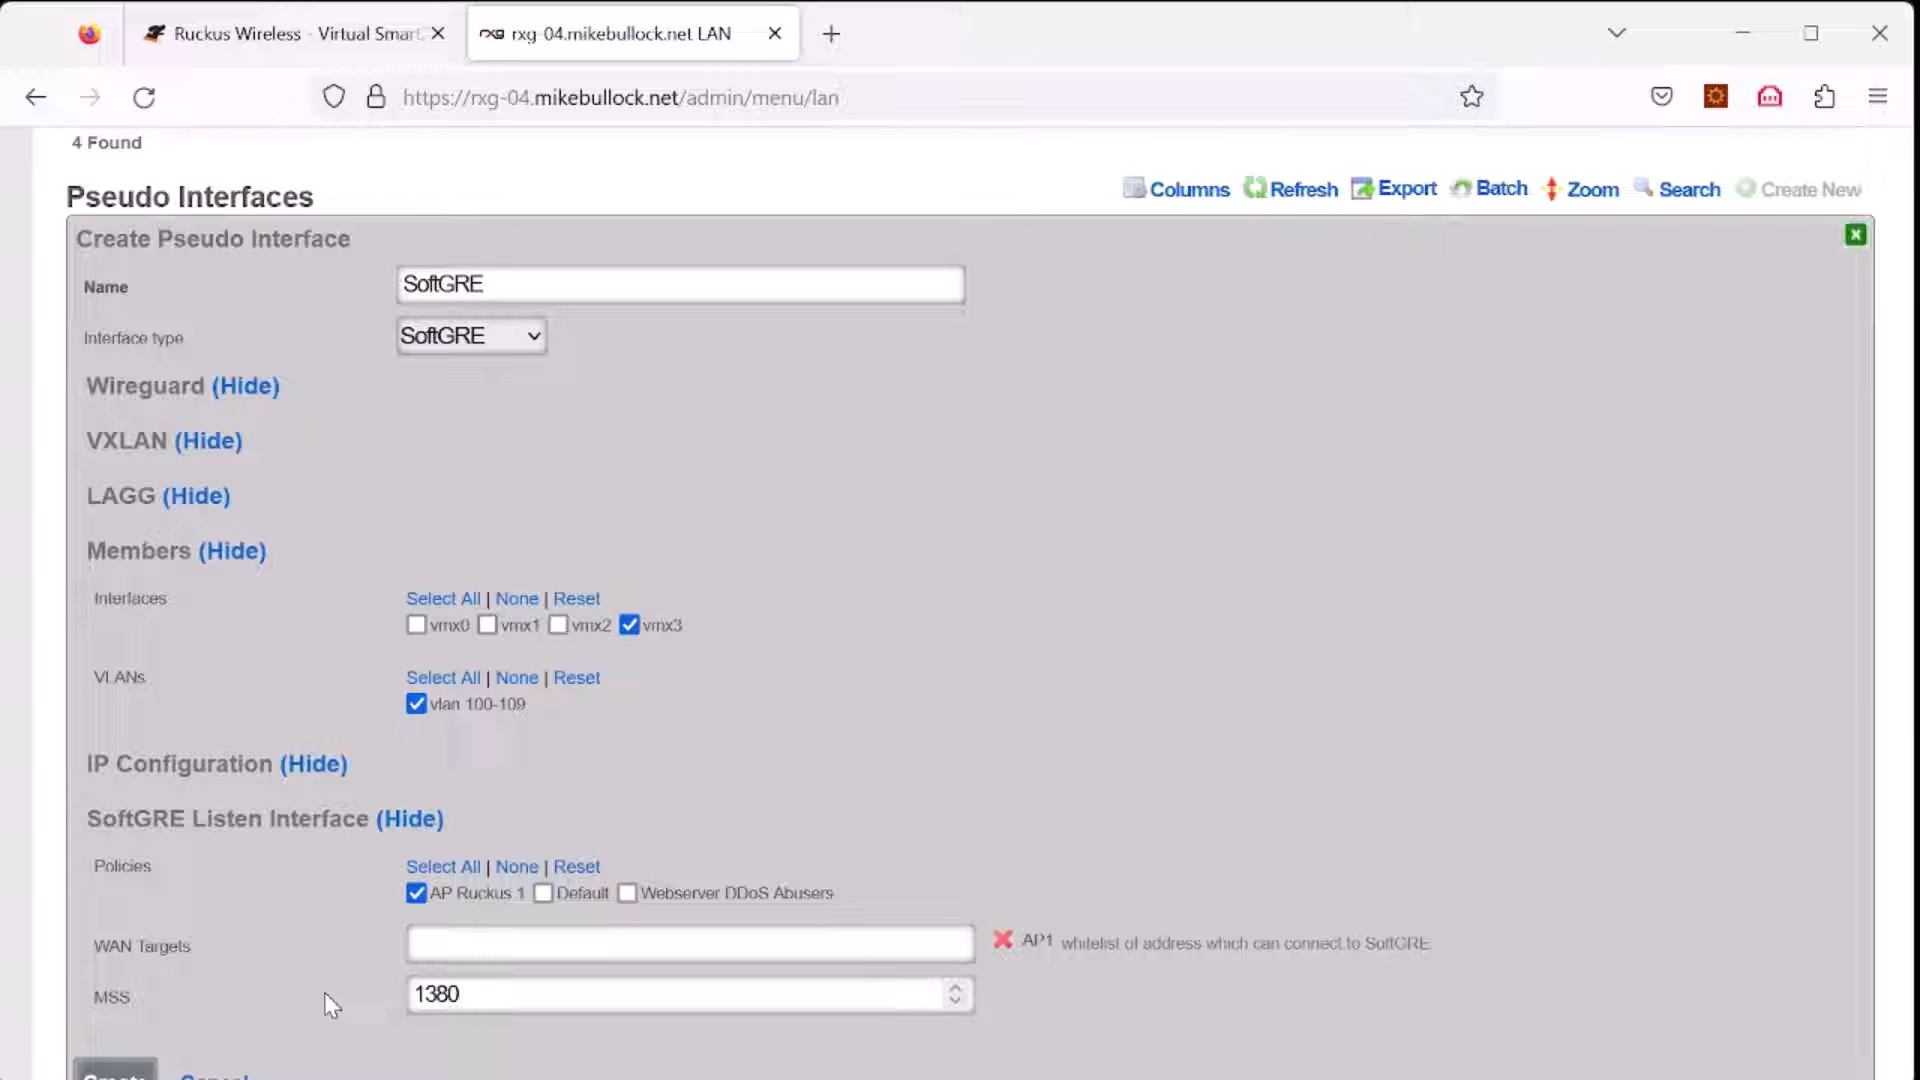 Ruckus Wireless - Virtual Smart
rxg-04.mikebullock.net LAN
https://rxg-04.mikebullock.net/admin/menu/lan
4 Found
Pseudo Interfaces
Columns Refresh Export Batch Zoom Search Create New
Create Pseudo Interface
Name SoftGRE
Interface type SoftGRE
Wireguard (Hide)
VXLAN (Hide)
LAGG (Hide)
Members (Hide)
Interfaces Select All | None | Reset
vmx0 vmx1 vmx2 vmx3
VLANs Select All | None | Reset
vlan 100-109
IP Configuration (Hide)
SoftGRE Listen Interface (Hide)
Policies Select All | None | Reset
AP Ruckus 1 Default Webserver DDoS Abusers
WAN Targets AP1 whitelist of address which can connect to SoftGRE
MSS 1380
Create Cancel